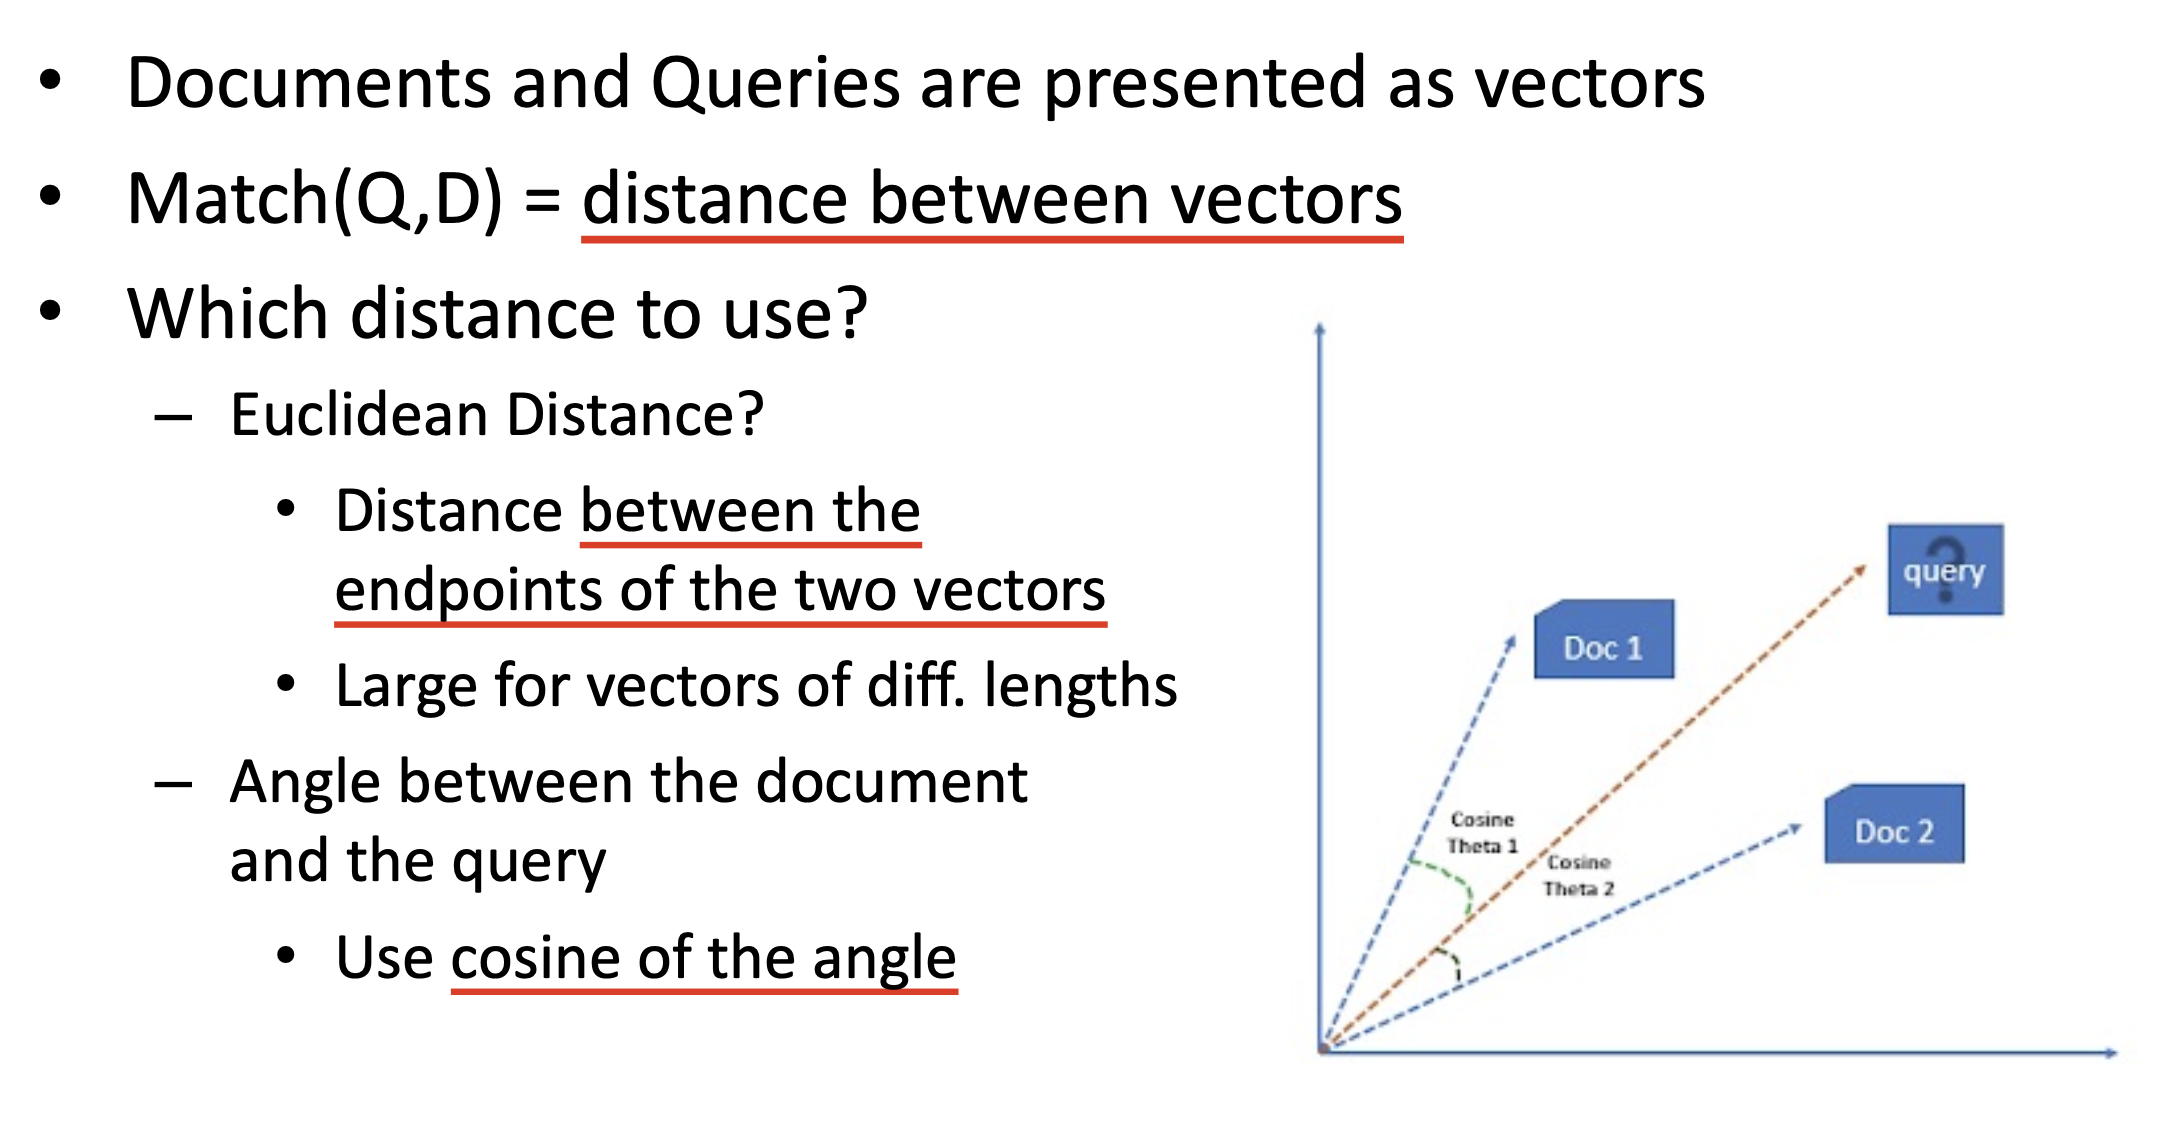 • Documents and Queries are presented as vectors
• Match(Q,D) = distance between vectors
• Which distance to use?
– Euclidean Distance?
• Distance between the
endpoints of the two vectors
• Large for vectors of diff. lengths
– Angle between the document
and the query
• Use cosine of the angle
query
?
Doc 1
Doc 2
Cosine
Theta 1
Cosine
Theta 2